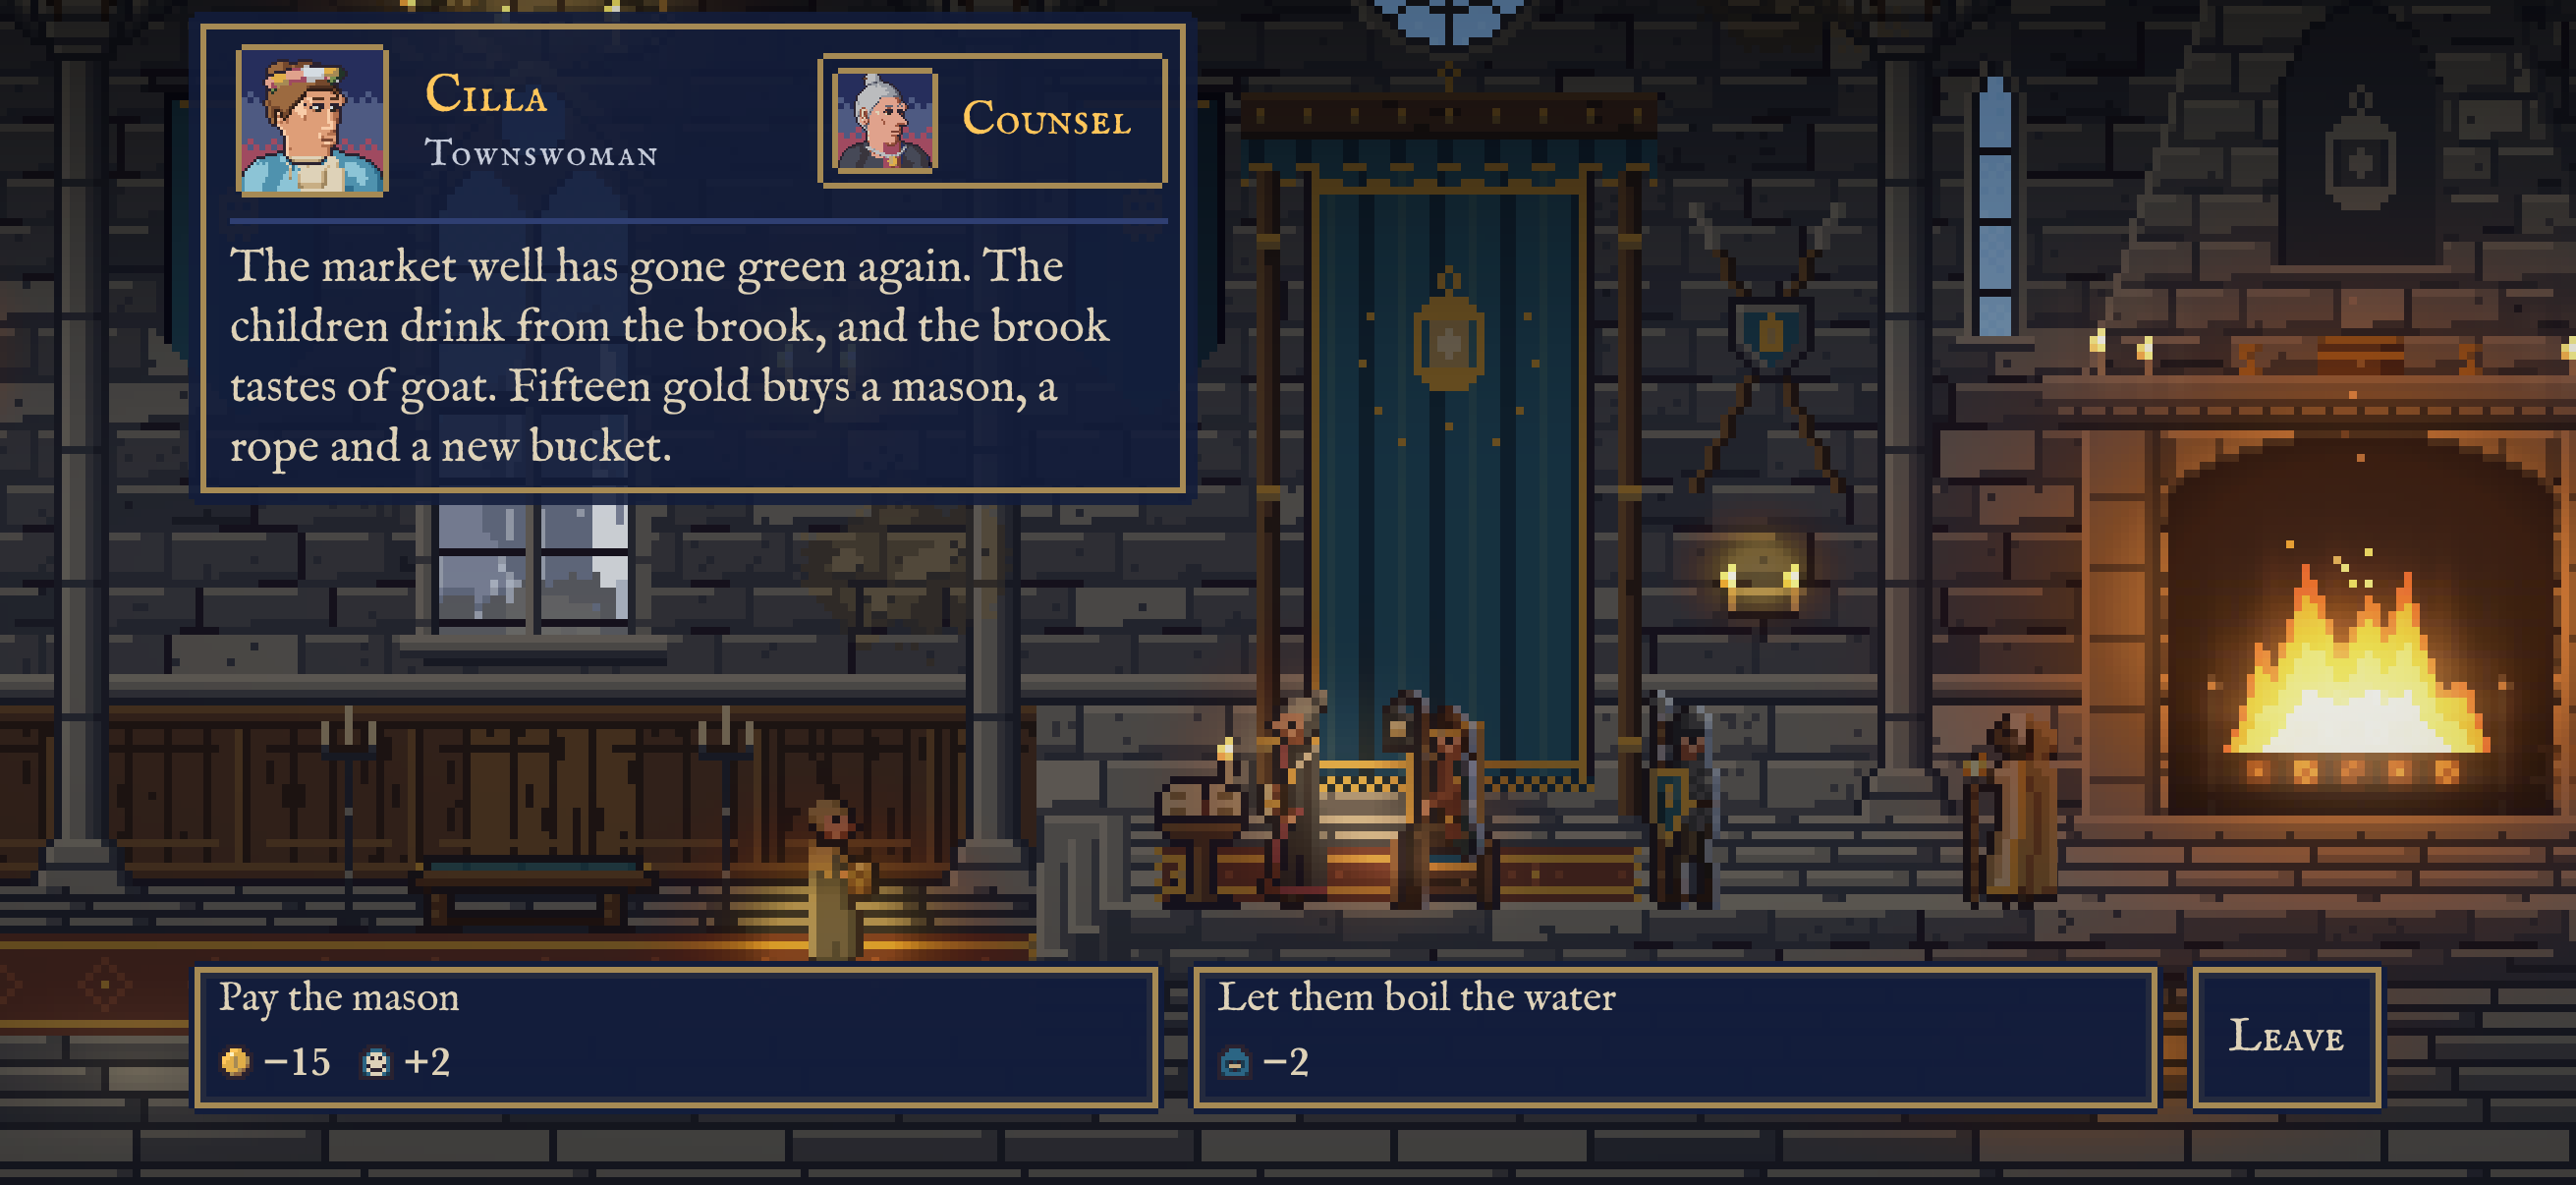 Cilla
Townswoman
Counsel
The market well has gone green again. The
children drink from the brook, and the brook
tastes of goat. Fifteen gold buys a mason, a
rope and a new bucket.
Pay the mason
−15 +2
Let them boil the water
−2
Leave